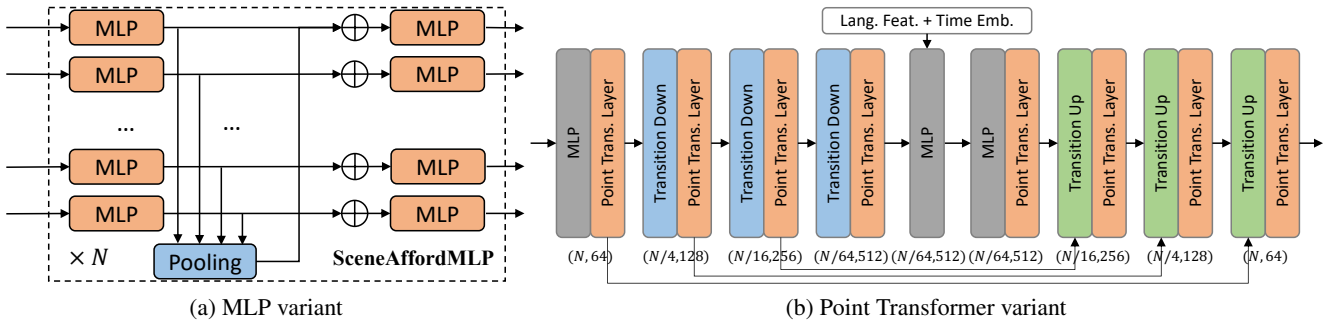 MLP
MLP
MLP
MLP
...
...
MLP
MLP
MLP
MLP
× N
Pooling
SceneAffordMLP
(a) MLP variant
Lang. Feat. + Time Emb.
MLP
Point Trans. Layer
Transition Down
Point Trans. Layer
Transition Down
Point Trans. Layer
Transition Down
Point Trans. Layer
MLP
MLP
Point Trans. Layer
Transition Up
Point Trans. Layer
Transition Up
Point Trans. Layer
Transition Up
Point Trans. Layer
(N, 64)
(N/4,128)
(N/16,256)
(N/64,512)
(N/64,512)
(N/64,512)
(N/16,256)
(N/4,128)
(N, 64)
(b) Point Transformer variant